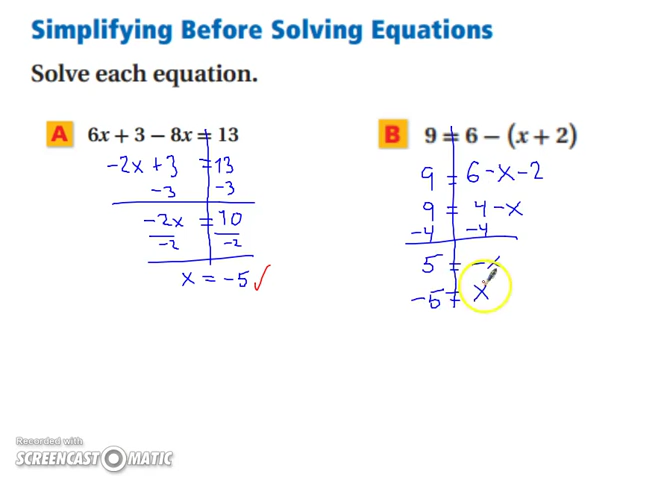 Simplifying Before Solving Equations
Solve each equation.
A 6x + 3 − 8x = 13
-2x + 3 = 13
-3 -3
-2x = 10
-2 -2
x = -5 ✓
B 9 = 6 − (x + 2)
9 = 6 - x - 2
9 = 4 - x
-4 -4
5 = -x
-5 = x
Recorded with
SCREENCAST-O-MATIC